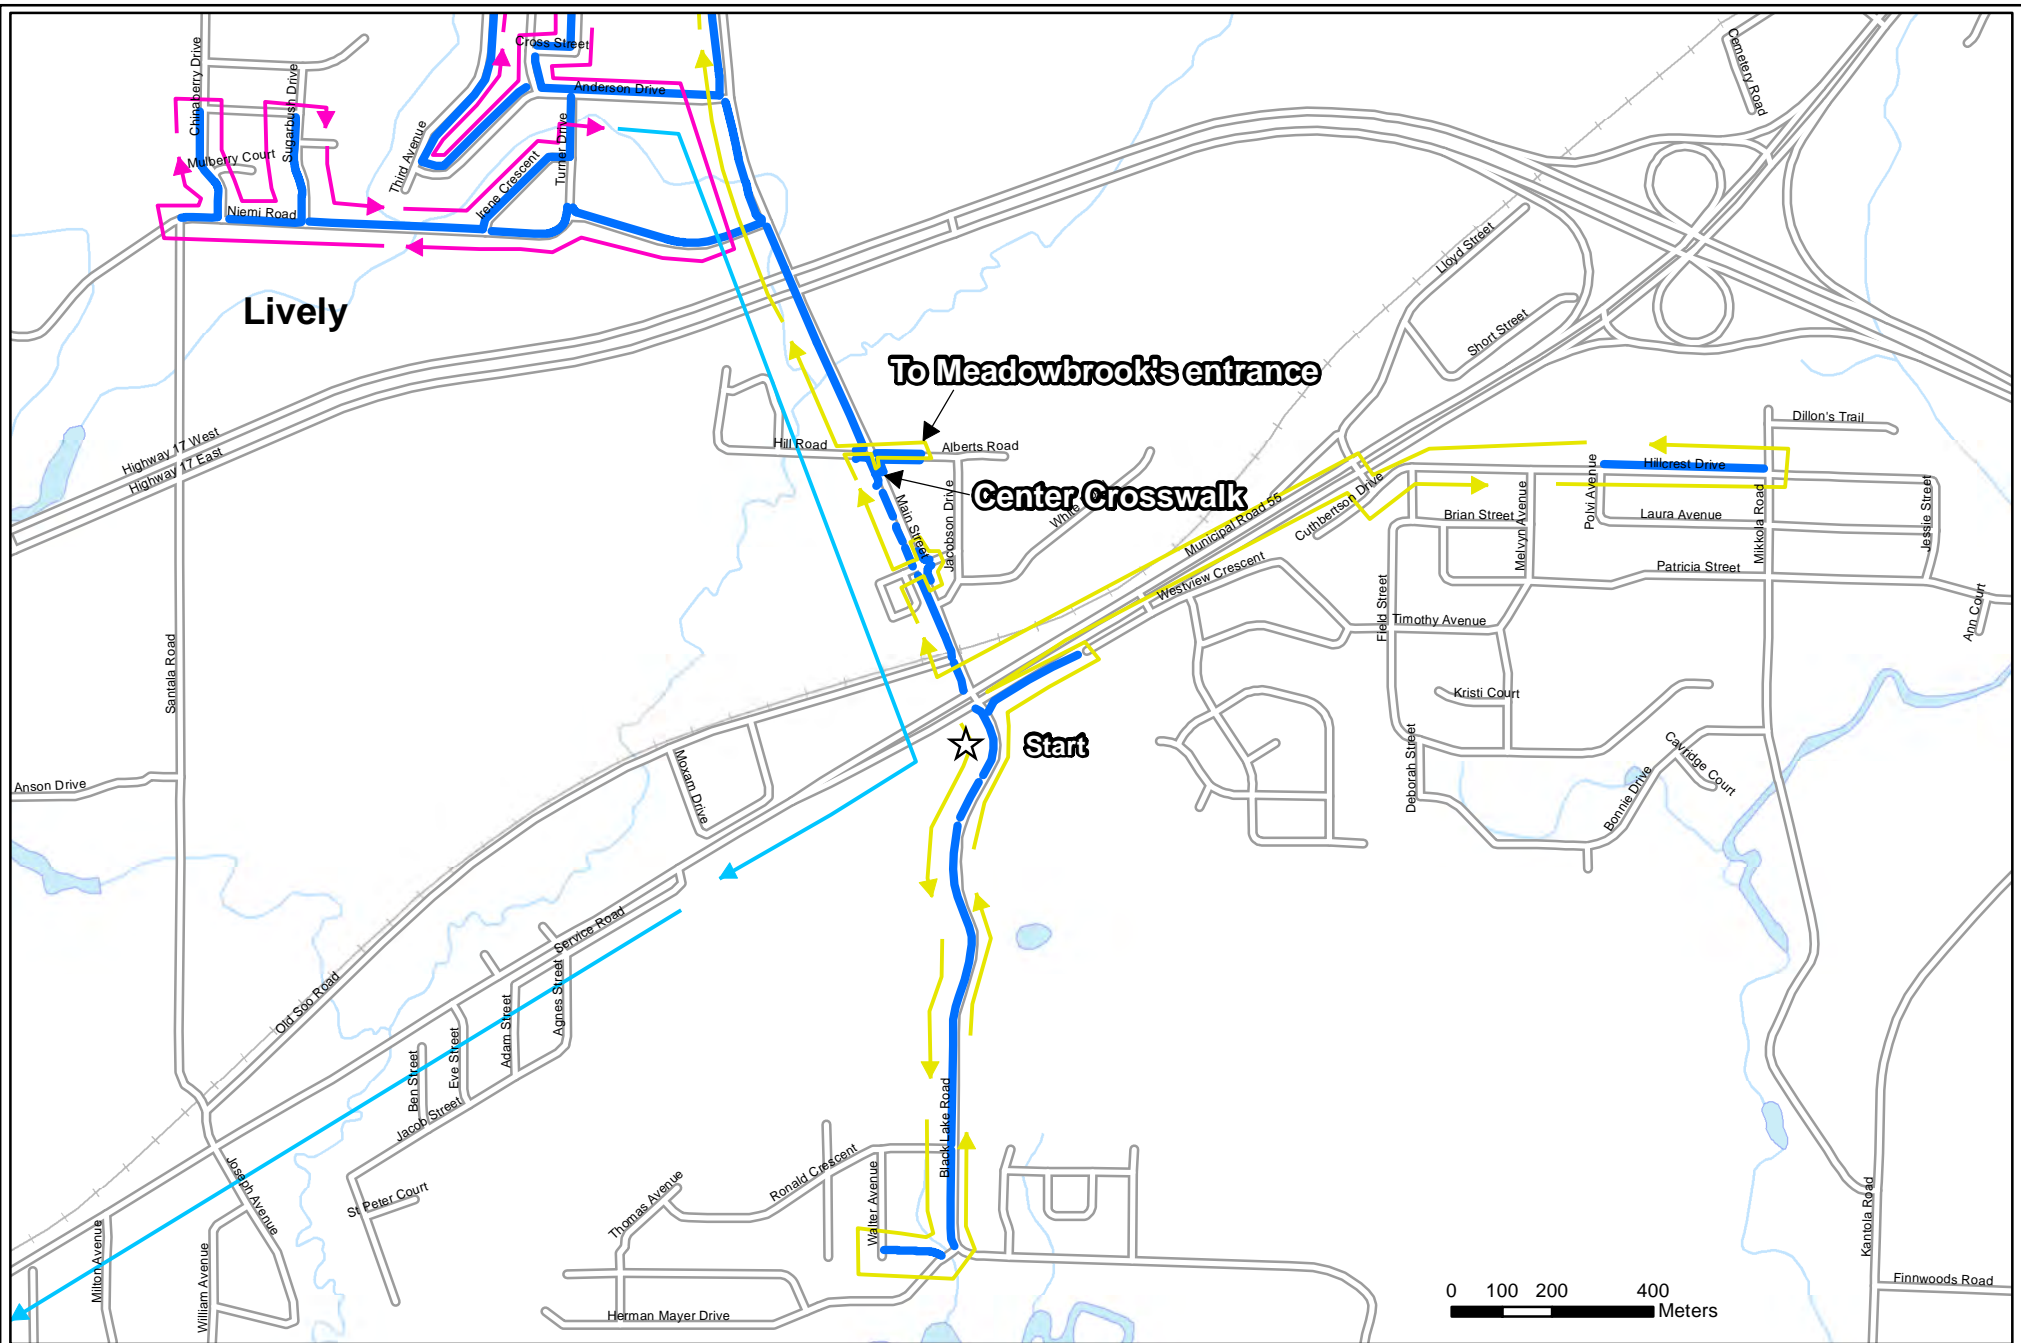 Cross Street
Chinaberry Drive
Sugarbush Drive
Anderson Drive
Cemetery Road
Third Avenue
Turner Drive
Mulberry Court
Irene Crescent
Niemi Road
Lloyd Street
Lively
Short Street
To Meadowbrook's entrance
Dillon's Trail
Highway 17 West
Highway 17 East
Hill Road
Alberts Road
Hillcrest Drive
Center Crosswalk
Main Street
Jacobson Drive
White
Municipal Road 55
Cuthbertson Drive
Brian Street
Melvyn Avenue
Polvi Avenue
Laura Avenue
Mikkola Road
Jessie Street
Westview Crescent
Patricia Street
Field Street
Timothy Avenue
Ann Court
Santala Road
Kristi Court
Start
Moxam Drive
Deborah Street
Cavridge Court
Bonnie Drive
Anson Drive
Service Road
Old Soo Road
Agnes Street
Adam Street
Eve Street
Ben Street
Jacob Street
Black Lake Road
Joseph Avenue
St Peter Court
Thomas Avenue
Ronald Crescent
Walter Avenue
Milton Avenue
William Avenue
Kantola Road
Finnwoods Road
Herman Mayer Drive
0 100 200 400
Meters